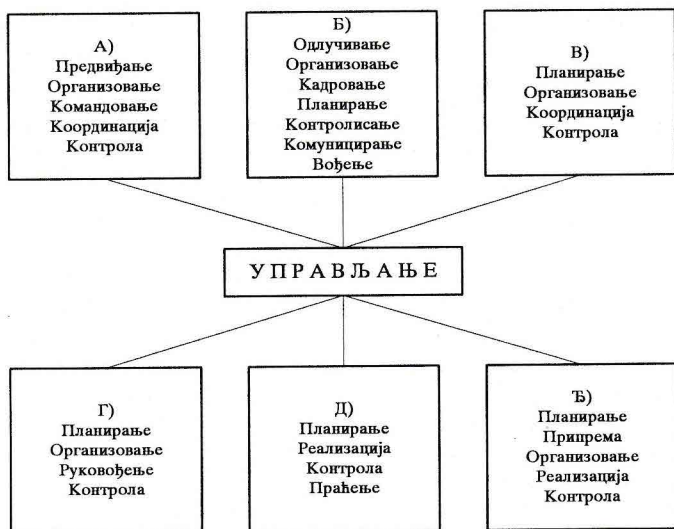 А)
Предвиђање
Организовање
Командовање
Координација
Контрола
Б)
Одлучивање
Организовање
Кадровање
Планирање
Контролисање
Комуницирање
Вођење
В)
Планирање
Организовање
Координација
Контрола
УПРАВЉАЊЕ
Г)
Планирање
Организовање
Руковођење
Контрола
Д)
Планирање
Реализација
Контрола
Праћење
Ђ)
Планирање
Припрема
Организовање
Реализација
Контрола